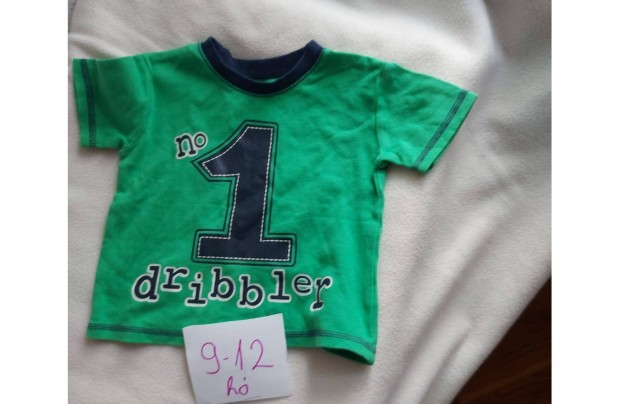 no
1
dribbler
9-12
hó